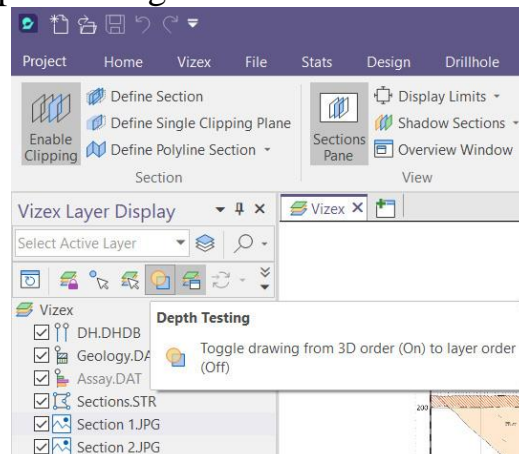 Project Home Vizex File Stats Design Drillhole
Define Section
Define Single Clipping Plane
Define Polyline Section
Enable
Clipping
Section
Sections
Pane
Display Limits
Shadow Sections
Overview Window
View
Vizex Layer Display
Vizex
Select Active Layer
Vizex
DH.DHDB
Geology.DA
Assay.DAT
Sections.STR
Section 1.JPG
Section 2.JPG
Depth Testing
Toggle drawing from 3D order (On) to layer order
(Off)
200